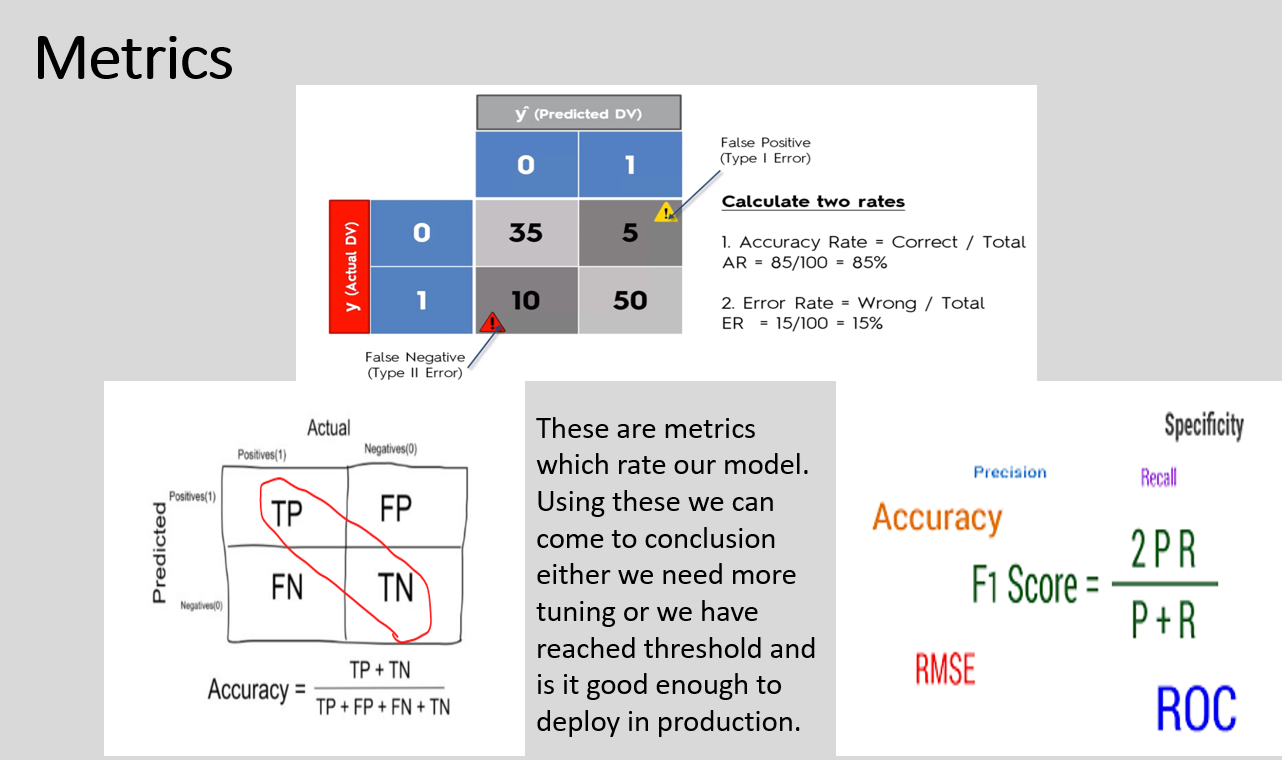 Metrics
ŷ (Predicted DV)
0 1
y (Actual DV)
0 35 5
1 10 50
False Positive
(Type I Error)
False Negative
(Type II Error)
Calculate two rates
1. Accuracy Rate = Correct / Total
AR = 85/100 = 85%
2. Error Rate = Wrong / Total
ER = 15/100 = 15%
Actual
Positives(1) Negatives(0)
Predicted
Positives(1) TP FP
Negatives(0) FN TN
Accuracy = TP + TN
TP + FP + FN + TN
These are metrics
which rate our model.
Using these we can
come to conclusion
either we need more
tuning or we have
reached threshold and
is it good enough to
deploy in production.
Specificity
Precision
Recall
Accuracy
F1 Score = 2 P R
P + R
RMSE
ROC